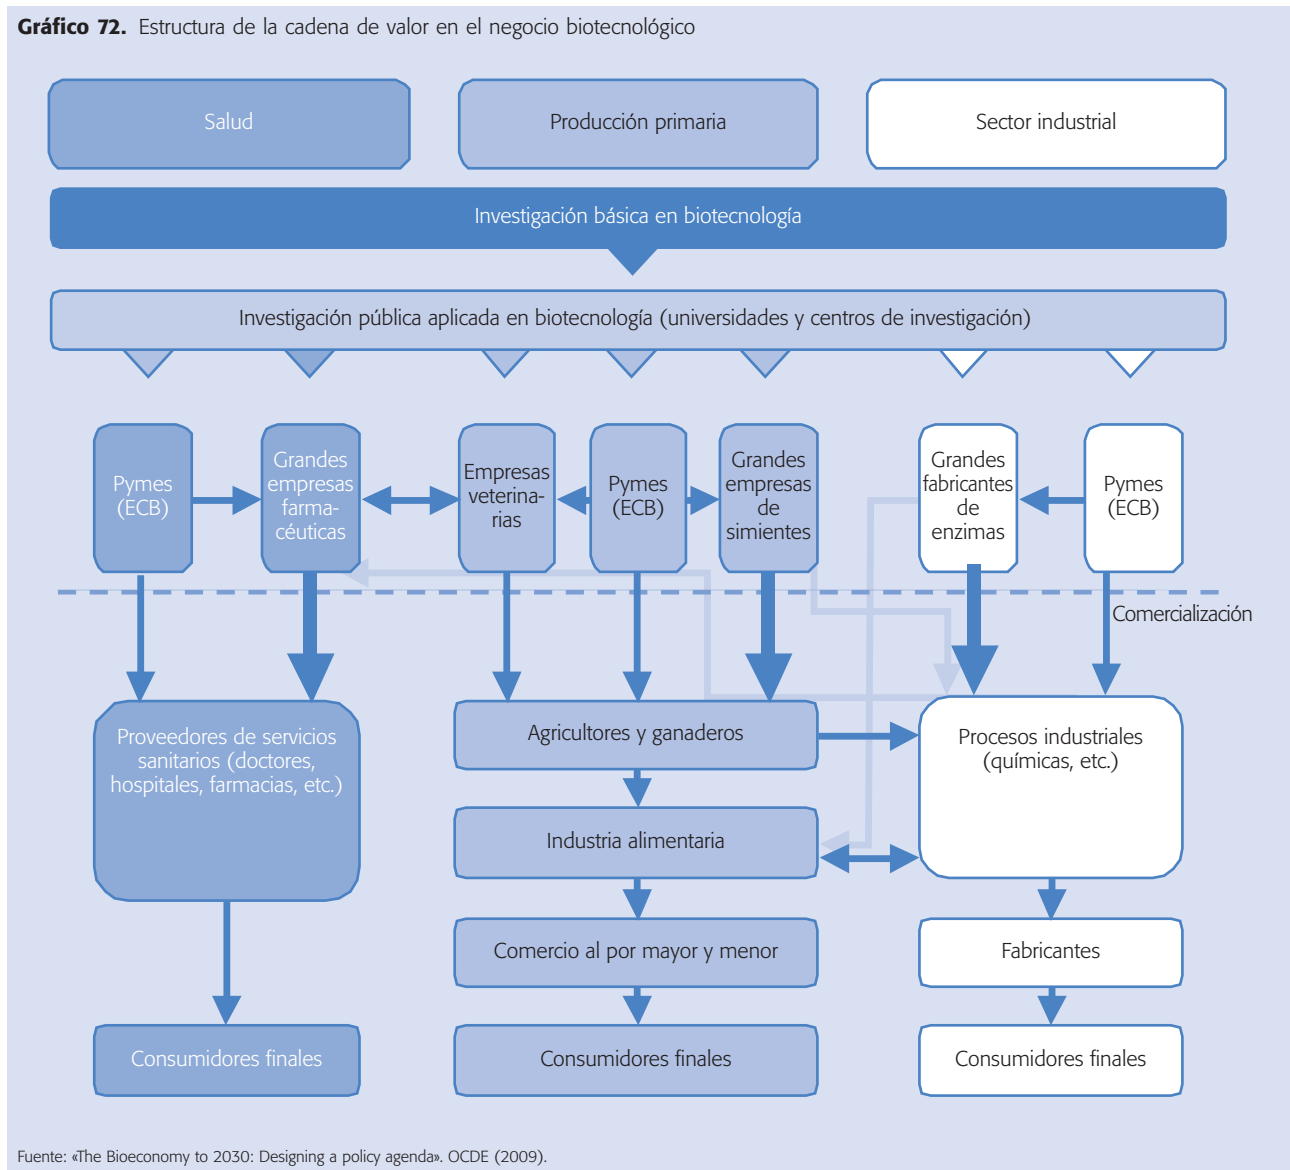 Gráfico 72. Estructura de la cadena de valor en el negocio biotecnológico
Salud
Producción primaria
Sector industrial
Investigación básica en biotecnología
Investigación pública aplicada en biotecnología (universidades y centros de investigación)
Pymes
(ECB)
Grandes
empresas
farma-
céuticas
Empresas
veterina-
rias
Pymes
(ECB)
Grandes
empresas
de
simientes
Grandes
fabricantes
de
enzimas
Pymes
(ECB)
Comercialización
Proveedores de servicios
sanitarios (doctores,
hospitales, farmacias, etc.)
Agricultores y ganaderos
Procesos industriales
(químicas, etc.)
Industria alimentaria
Comercio al por mayor y menor
Fabricantes
Consumidores finales
Consumidores finales
Consumidores finales
Fuente: «The Bioeconomy to 2030: Designing a policy agenda». OCDE (2009).